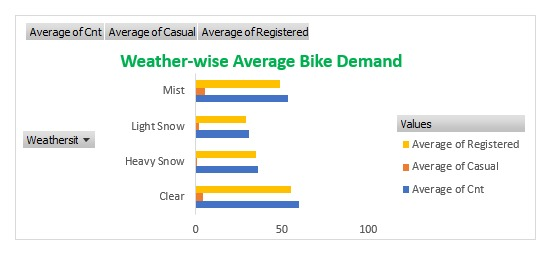 Average of Cnt Average of Casual Average of Registered
Weather-wise Average Bike Demand
Mist
Light Snow
Heavy Snow
Clear
0 50 100
Weathersit
Values
Average of Registered
Average of Casual
Average of Cnt